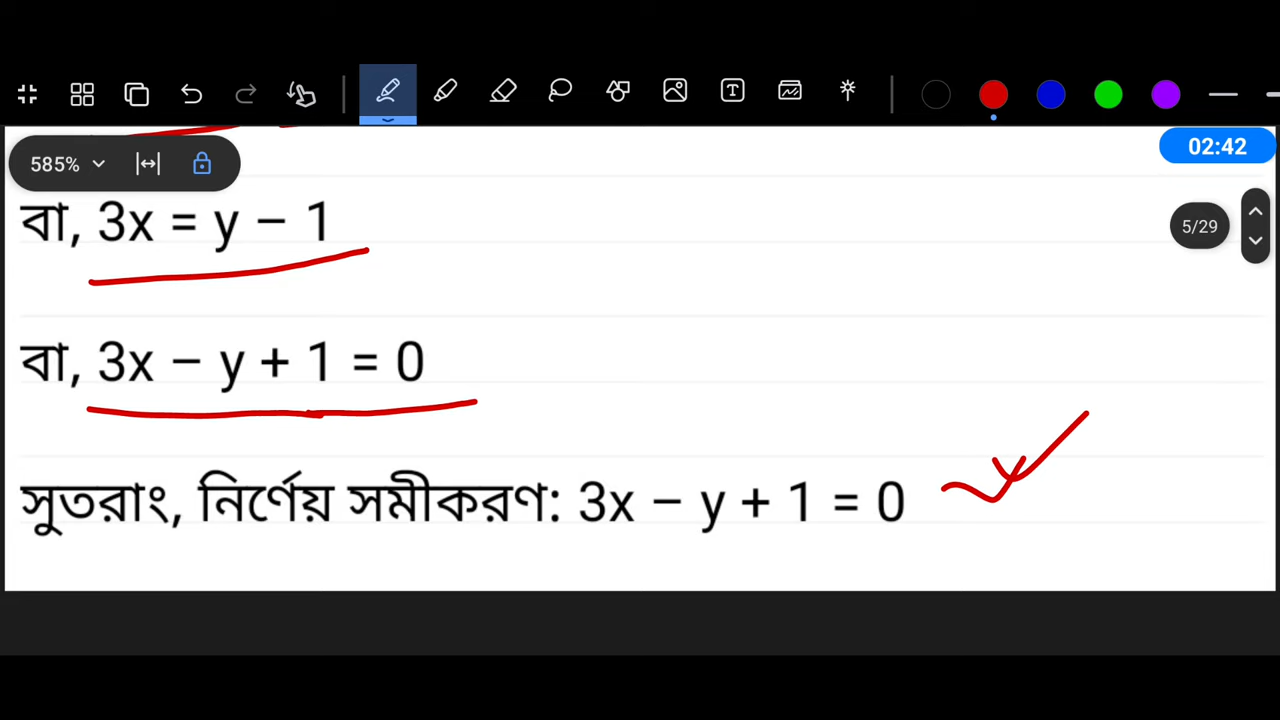 585%
02:42
5/29
বা, 3x = y − 1
বা, 3x − y + 1 = 0
সুতরাং, নির্ণেয় সমীকরণ: 3x − y + 1 = 0